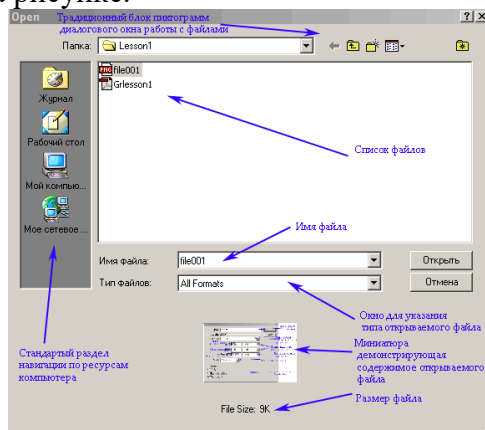 рисунке.
Open
Традиционный блок пиктограмм
диалогового окна работы с файлами
Папка:
Lesson1
file001
Grlesson1
Журнал
Рабочий стол
Мой компью...
Мое сетевое ...
Список файлов
Имя файла
Имя файла:
file001
Открыть
Тип файлов:
All Formats
Отмена
Окно для указания
типа открываемого файла
Стандартый раздел
навигации по ресурсам
компьютера
Миниатюра
демонстрирующая
содержимое открываемого
файла
Размер файла
File Size: 9K